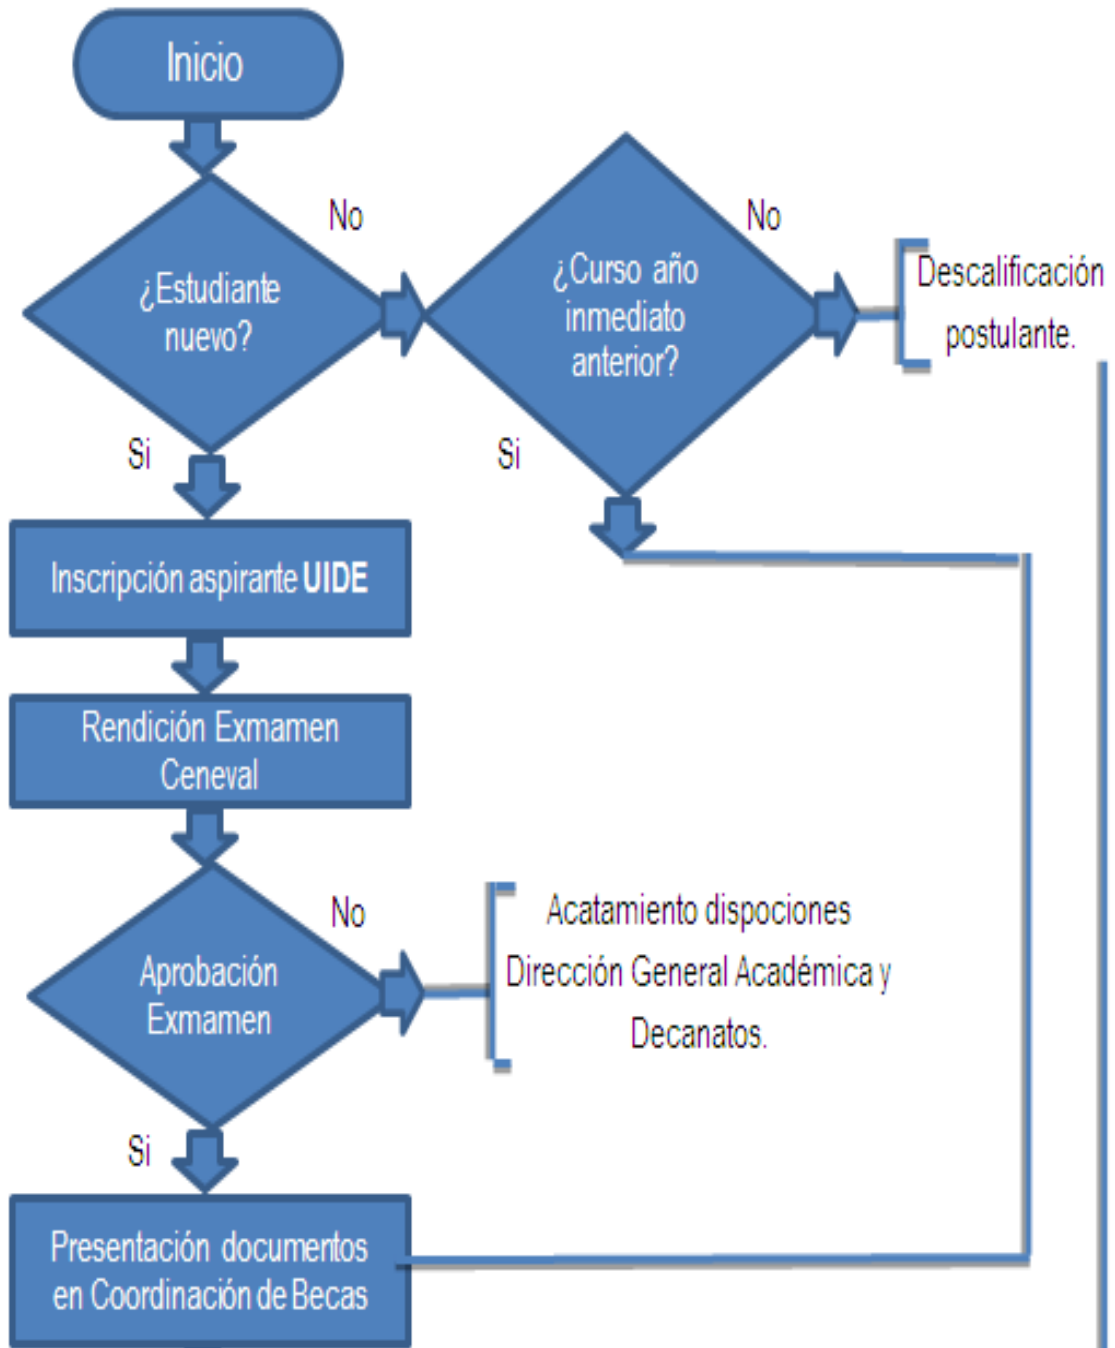 Inicio
No
¿Estudiante
nuevo?
No
¿Curso año
inmediato
anterior?
Descalificación
postulante.
Si
Si
Inscripción aspirante UIDE
Rendición Exmamen
Ceneval
No
Aprobación
Exmamen
Acatamiento dispociones
Dirección General Académica y
Decanatos.
Si
Presentación documentos
en Coordinación de Becas